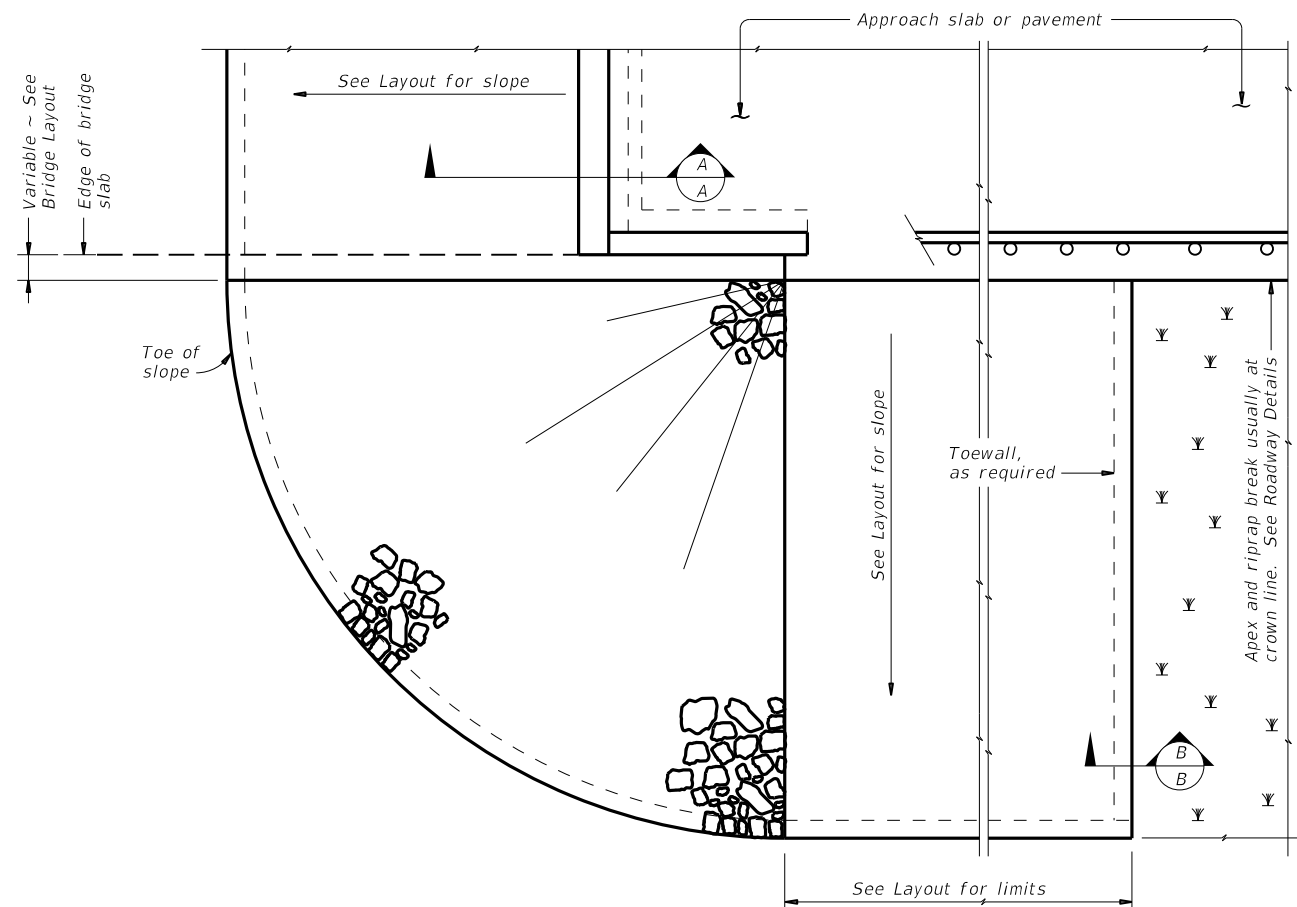 Approach slab or pavement
See Layout for slope
Variable ~ See
Bridge Layout
Edge of bridge
slab
A
A
Toe of
slope
See Layout for slope
Toewall,
as required
Apex and riprap break usually at
crown line. See Roadway Details
B
B
See Layout for limits